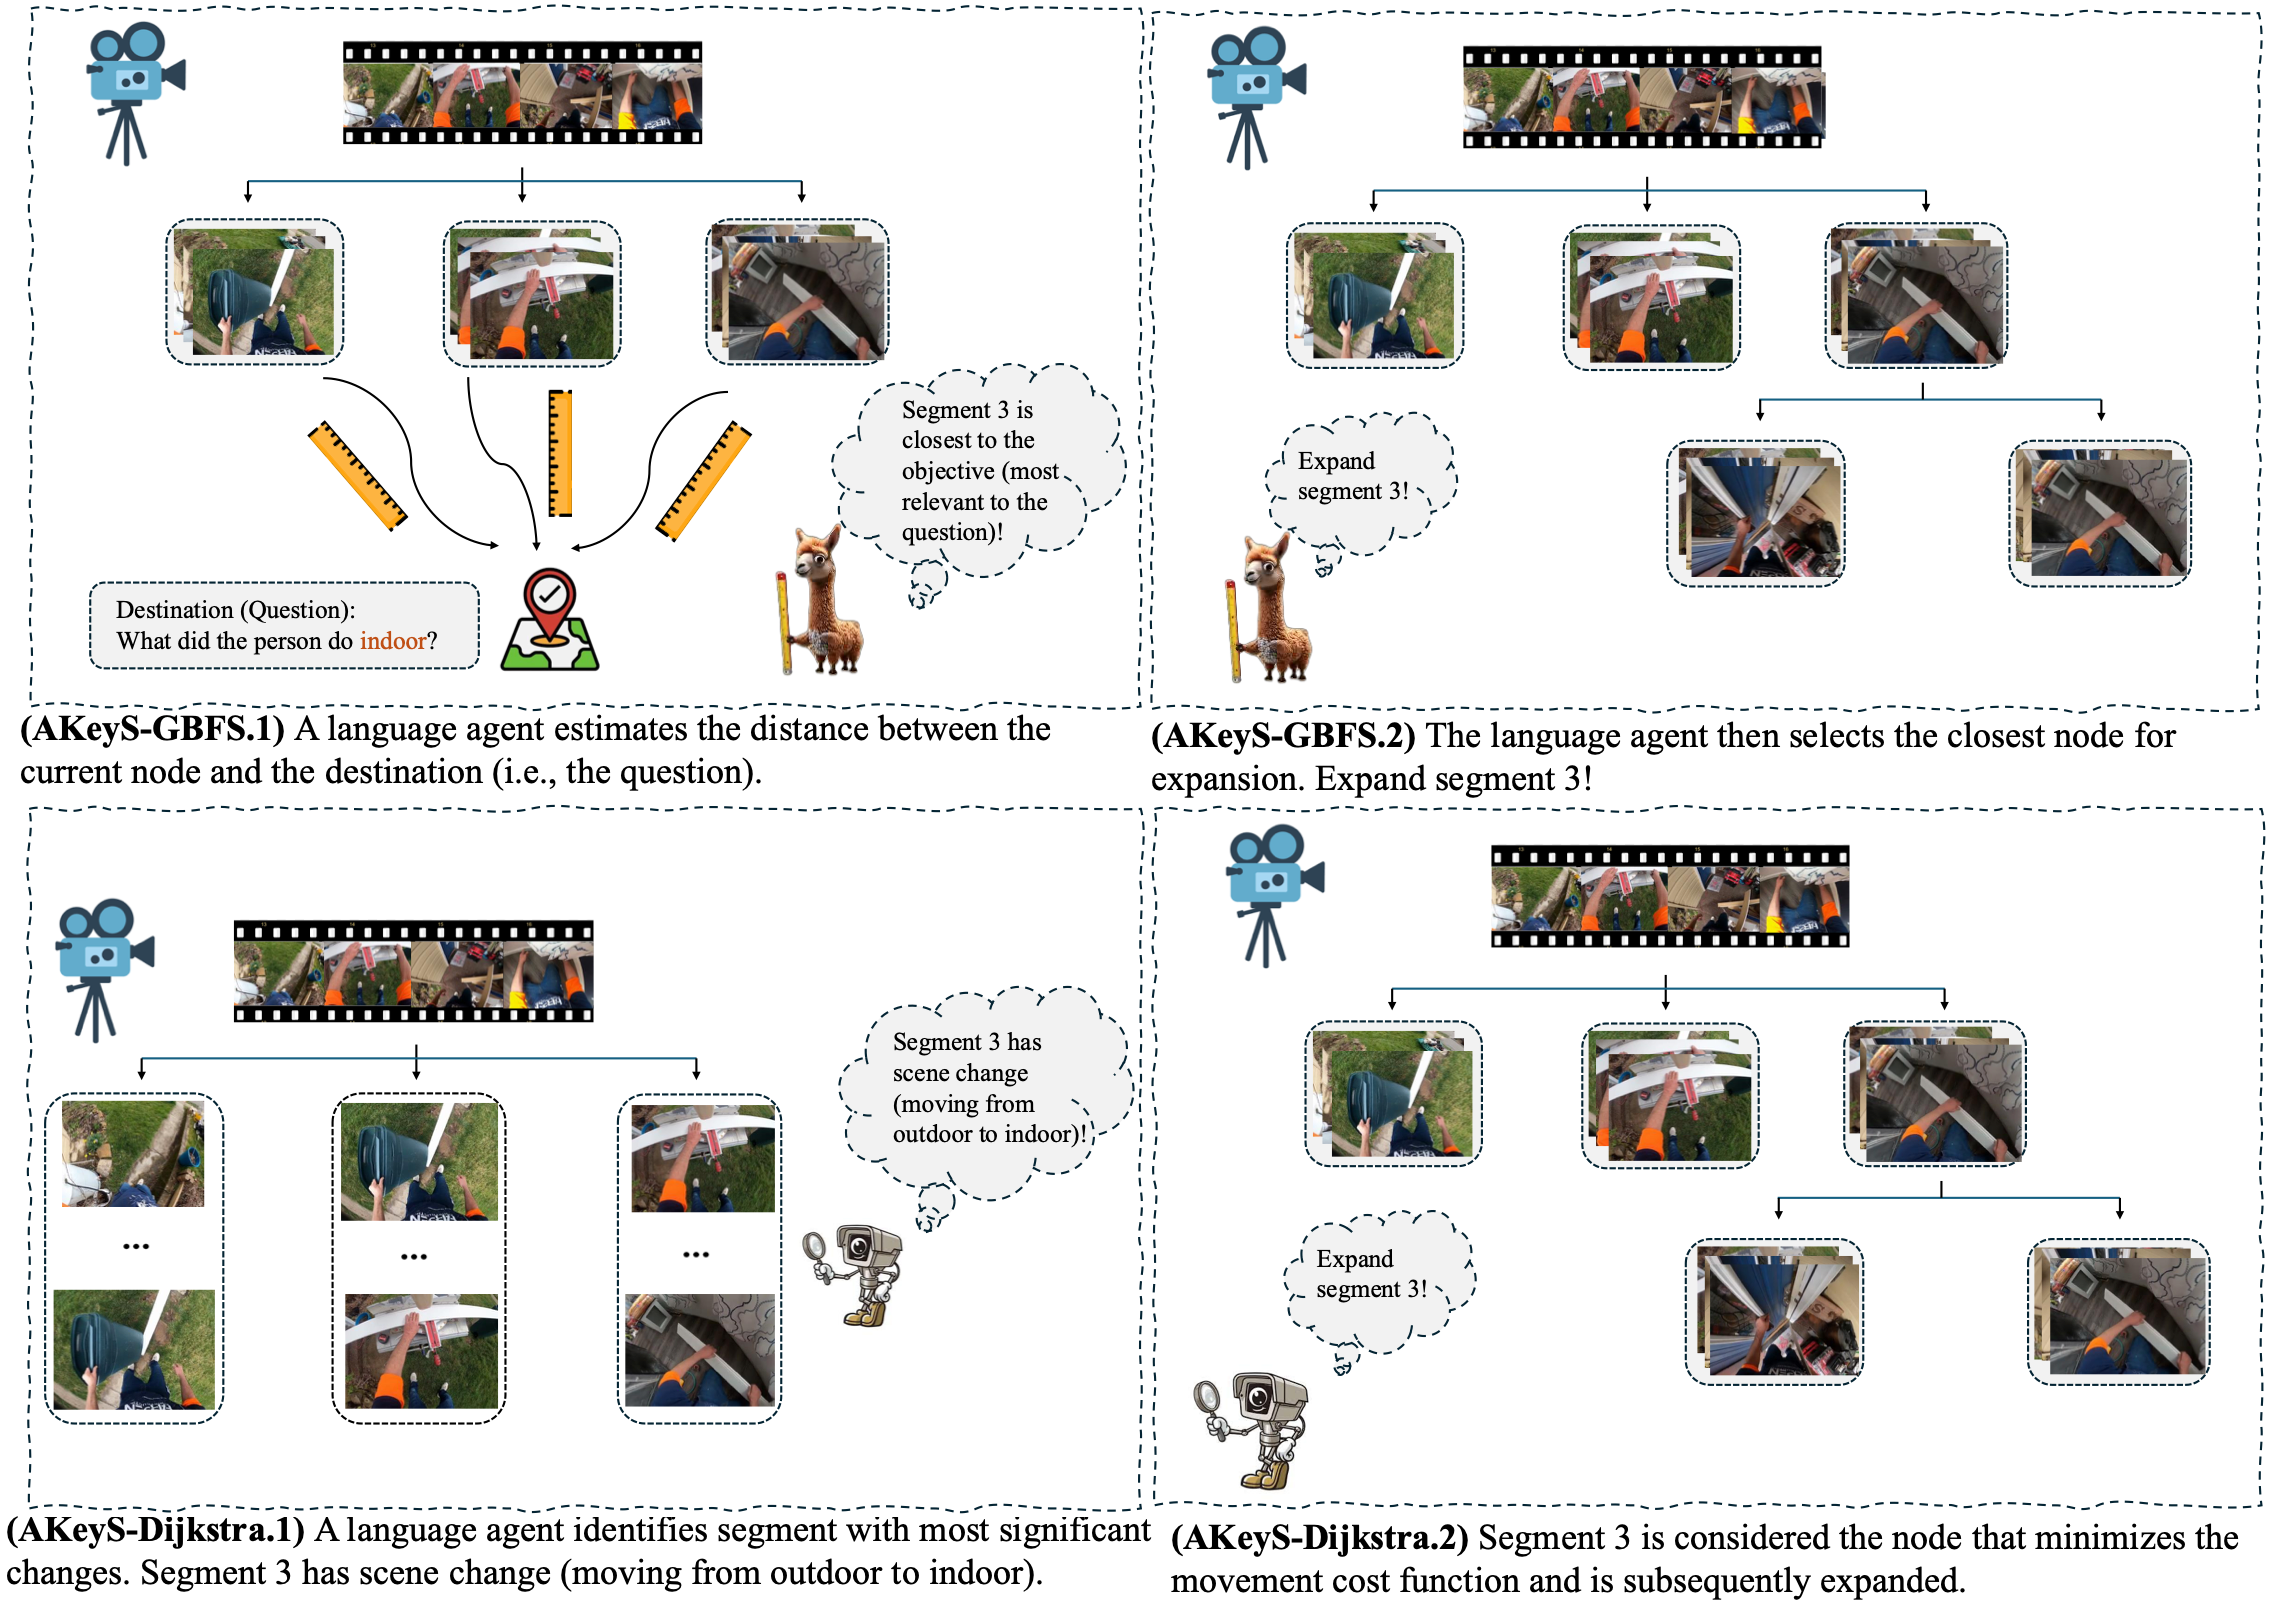 Segment 3 is
closest to the
objective (most
relevant to the
question)!
Destination (Question):
What did the person do indoor?
(AKeyS-GBFS.1) A language agent estimates the distance between the
current node and the destination (i.e., the question).
Expand
segment 3!
(AKeyS-GBFS.2) The language agent then selects the closest node for
expansion. Expand segment 3!
Segment 3 has
scene change
(moving from
outdoor to indoor)!
(AKeyS-Dijkstra.1) A language agent identifies segment with most significant
changes. Segment 3 has scene change (moving from outdoor to indoor).
Expand
segment 3!
(AKeyS-Dijkstra.2) Segment 3 is considered the node that minimizes the
movement cost function and is subsequently expanded.